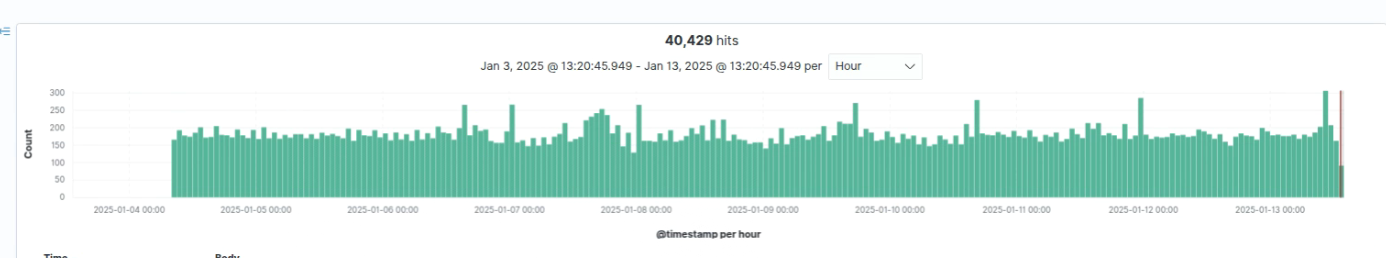 40,429 hits
Jan 3, 2025 @ 13:20:45.949 - Jan 13, 2025 @ 13:20:45.949 per Hour
300
250
200
150
100
50
0
Count
2025-01-04 00:00 2025-01-05 00:00 2025-01-06 00:00 2025-01-07 00:00 2025-01-08 00:00 2025-01-09 00:00 2025-01-10 00:00 2025-01-11 00:00 2025-01-12 00:00 2025-01-13 00:00
@timestamp per hour
Time Body